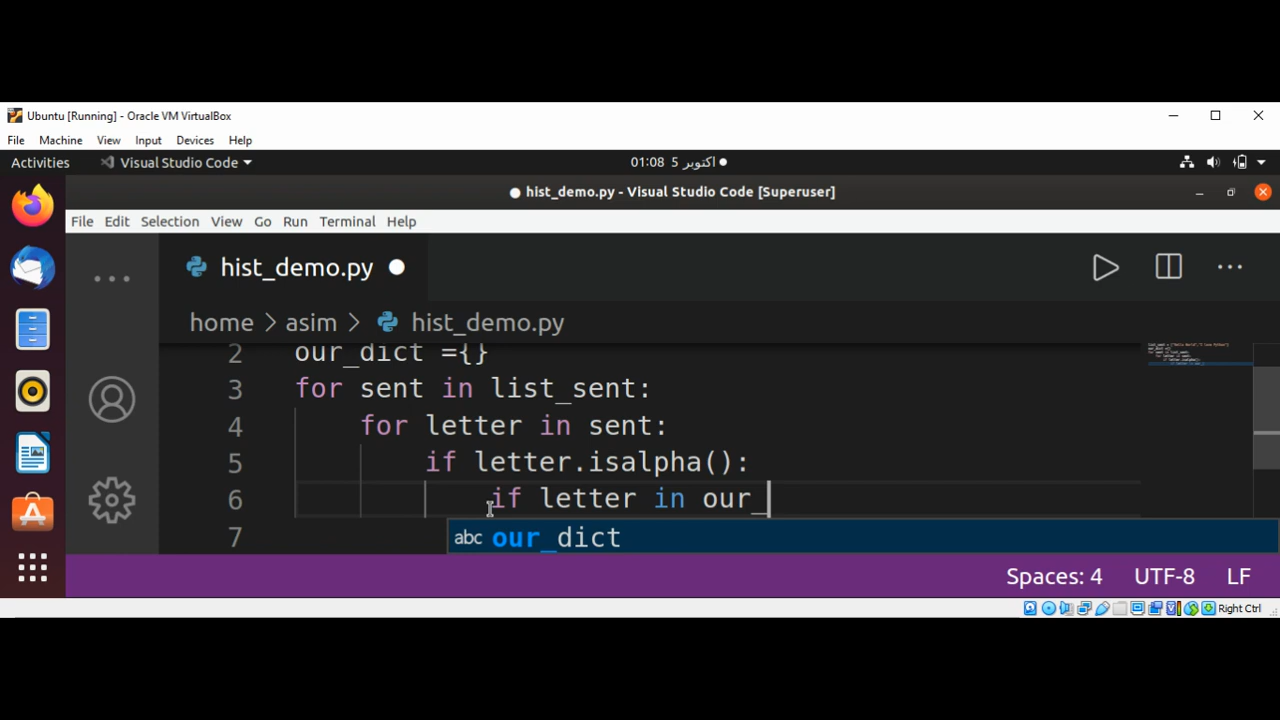 Ubuntu [Running] - Oracle VM VirtualBox
File Machine View Input Devices Help
Activities Visual Studio Code 01:08 5 اکتوبر
hist_demo.py - Visual Studio Code [Superuser]
File Edit Selection View Go Run Terminal Help
hist_demo.py
home > asim > hist_demo.py
2 our_dict ={}
3 for sent in list_sent:
4 for letter in sent:
5 if letter.isalpha():
6 if letter in our_
7 abc our_dict
Spaces: 4 UTF-8 LF
Right Ctrl